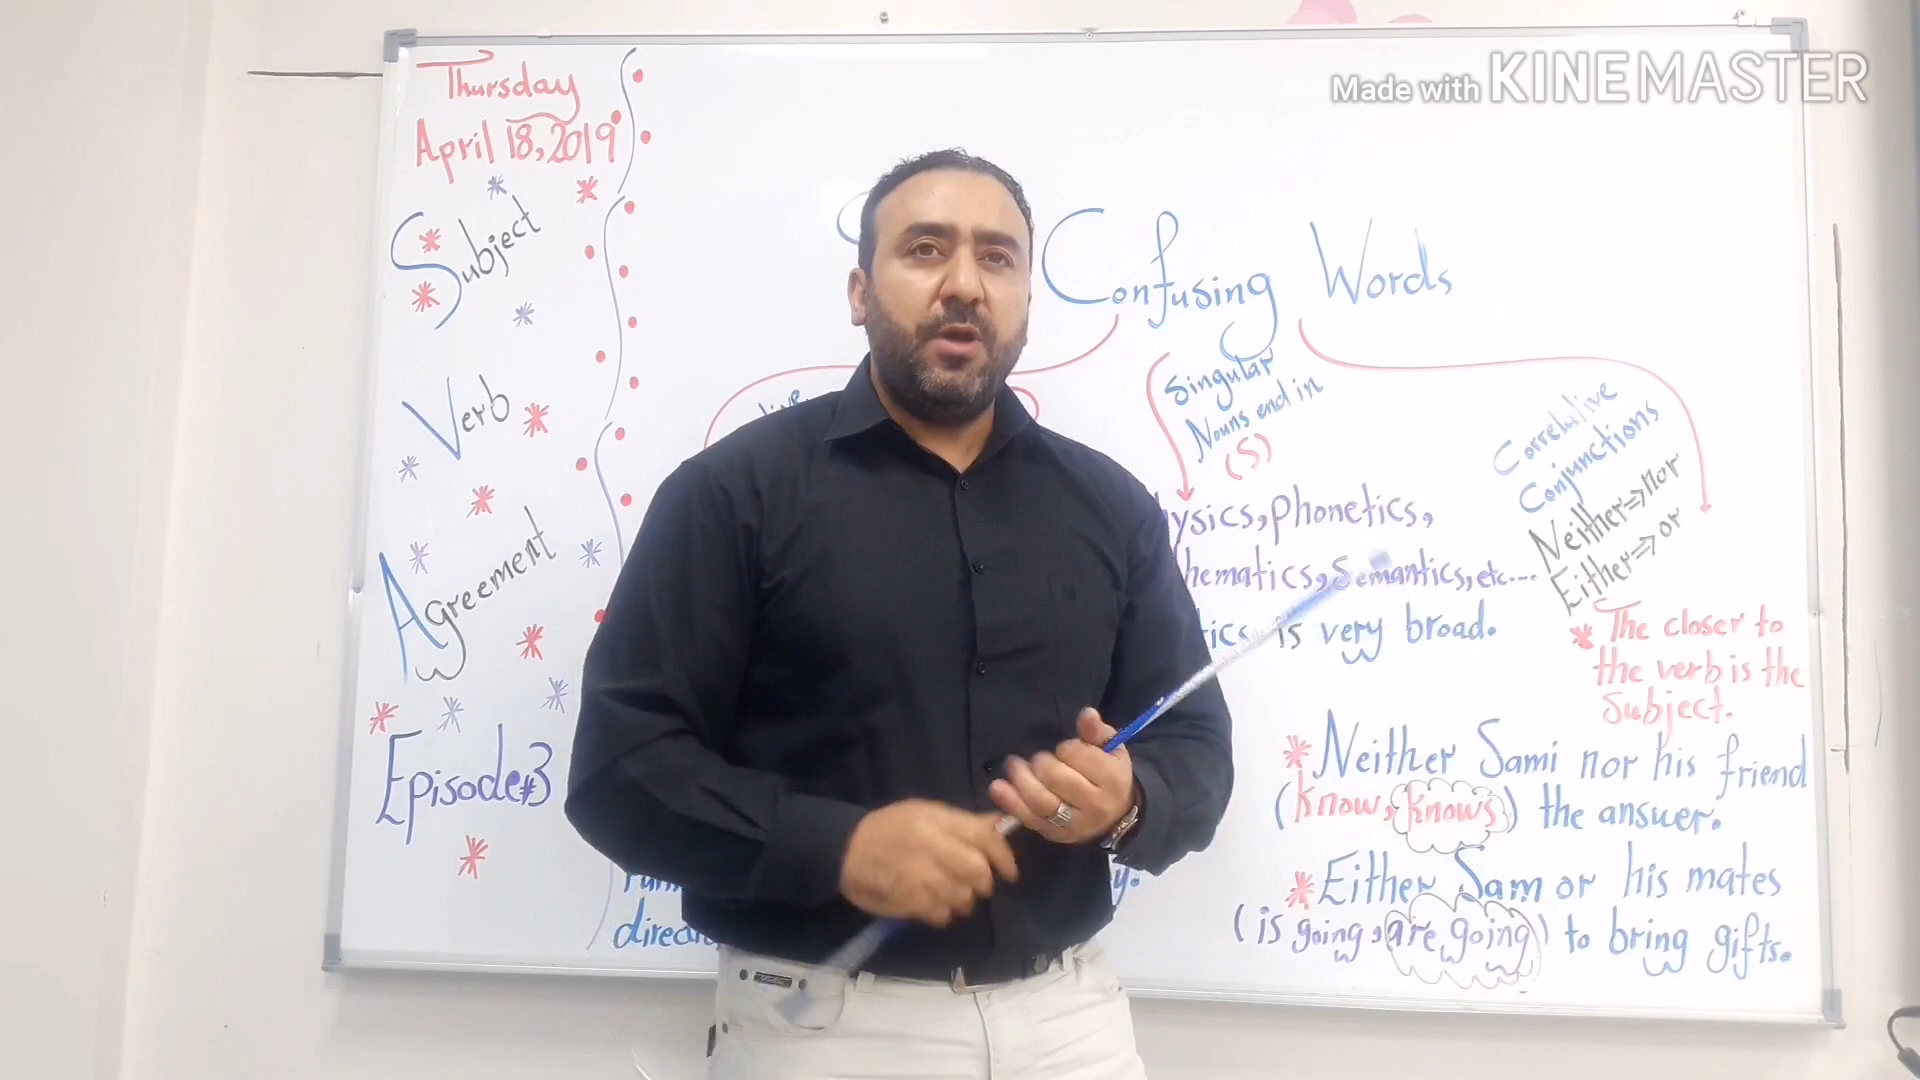 Made with KINEMASTER
Thursday
April 18, 2019
Subject
Verb
Agreement
Episode#3
Confusing Words
Singular
Nouns end in
(S)
ysics, phonetics,
hematics, Semantics, etc....
tics is very broad.
Correlative
Conjunctions
Neither=>nor
Either=>or
* The closer to
the verb is the
subject.
* Neither Sami nor his friend
(know, knows) the answer.
* Either Sam or his mates
(is going, are going) to bring gifts.
y.